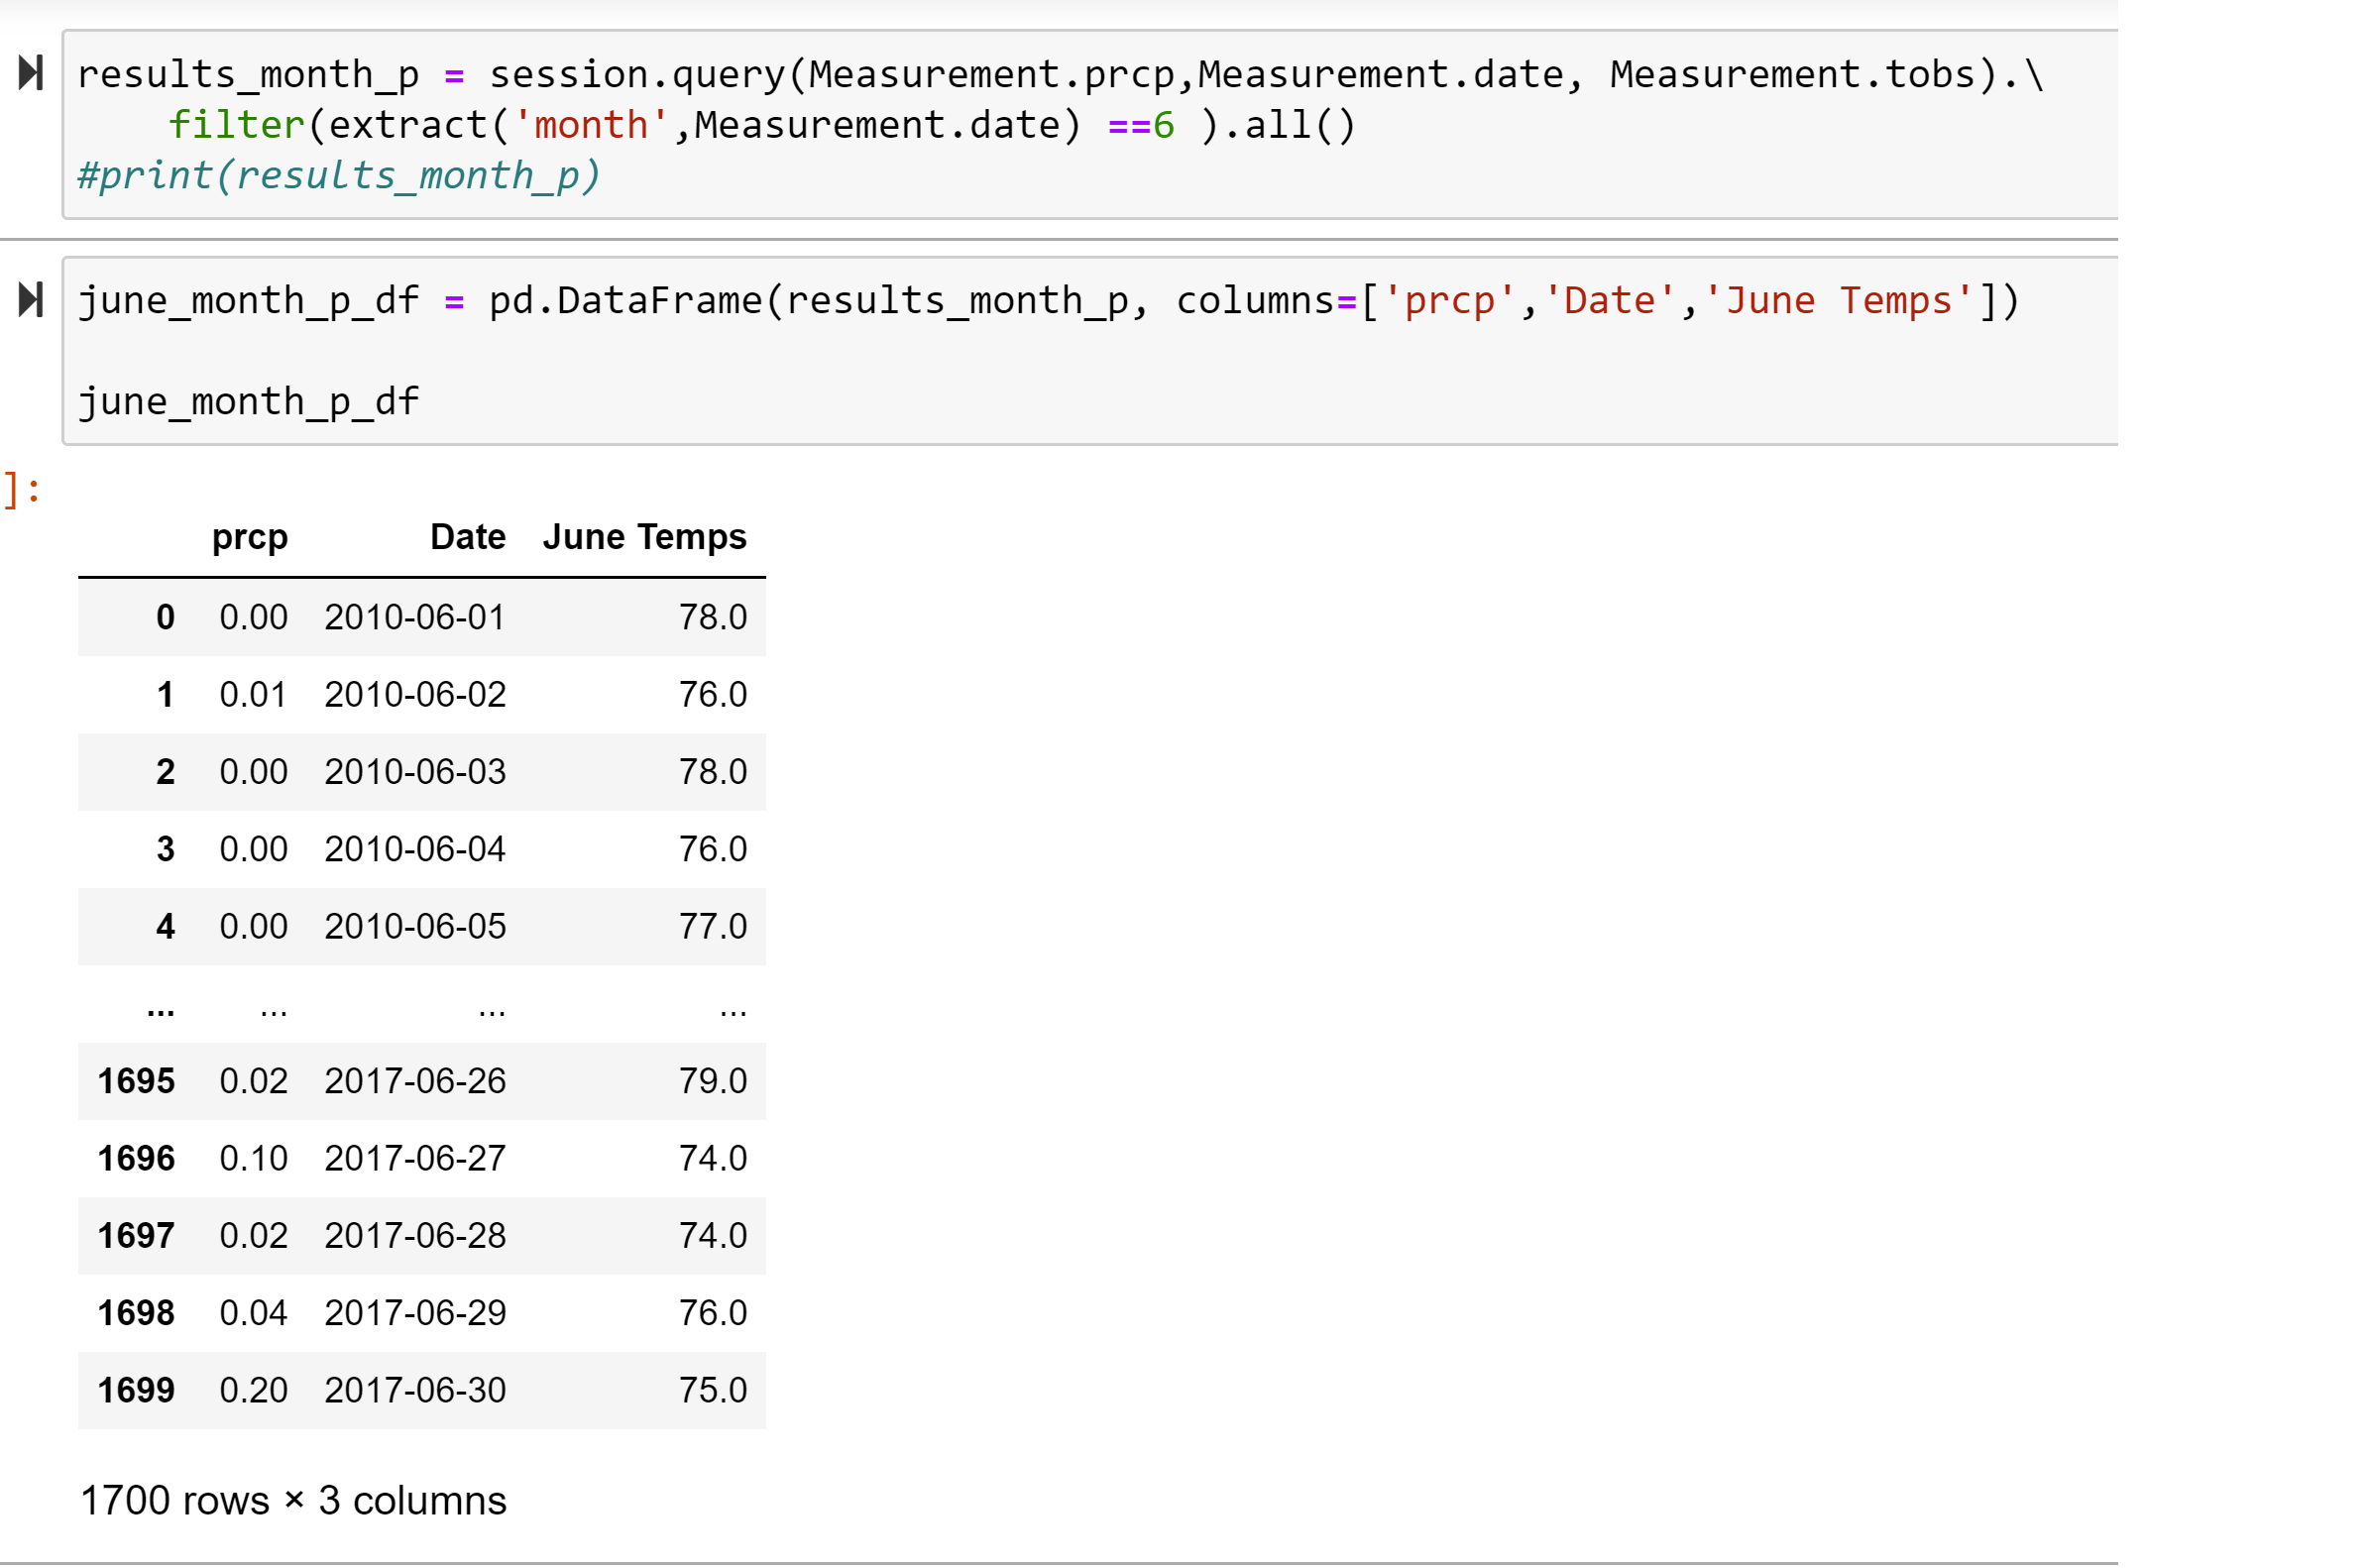 results_month_p = session.query(Measurement.prcp,Measurement.date, Measurement.tobs).\
    filter(extract('month',Measurement.date) ==6 ).all()
#print(results_month_p)
june_month_p_df = pd.DataFrame(results_month_p, columns=['prcp','Date','June Temps'])
june_month_p_df
]:
prcp Date June Temps
0 0.00 2010-06-01 78.0
1 0.01 2010-06-02 76.0
2 0.00 2010-06-03 78.0
3 0.00 2010-06-04 76.0
4 0.00 2010-06-05 77.0
... ... ... ...
1695 0.02 2017-06-26 79.0
1696 0.10 2017-06-27 74.0
1697 0.02 2017-06-28 74.0
1698 0.04 2017-06-29 76.0
1699 0.20 2017-06-30 75.0
1700 rows × 3 columns